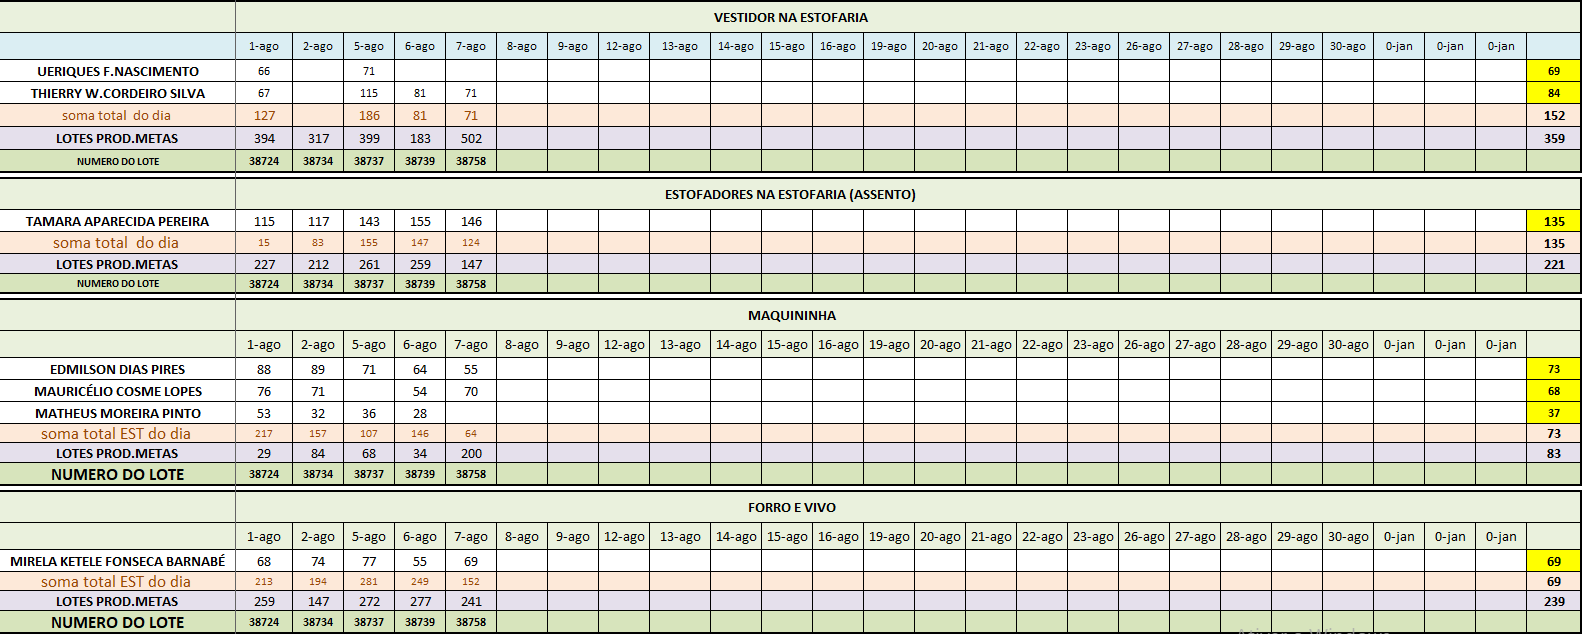 VESTIDOR NA ESTOFARIA
1-ago 2-ago 5-ago 6-ago 7-ago 8-ago 9-ago 12-ago 13-ago 14-ago 15-ago 16-ago 19-ago 20-ago 21-ago 22-ago 23-ago 26-ago 27-ago 28-ago 29-ago 30-ago 0-jan 0-jan 0-jan
UERIQUES F.NASCIMENTO 66 71 69
THIERRY W.CORDEIRO SILVA 67 115 81 71 84
soma total do dia 127 186 81 71 152
LOTES PROD.METAS 394 317 399 183 502 359
NUMERO DO LOTE 38724 38734 38737 38739 38758
ESTOFADORES NA ESTOFARIA (ASSENTO)
TAMARA APARECIDA PEREIRA 115 117 143 155 146 135
soma total do dia 15 83 155 147 124 135
LOTES PROD.METAS 227 212 261 259 147 221
NUMERO DO LOTE 38724 38734 38737 38739 38758
MAQUININHA
1-ago 2-ago 5-ago 6-ago 7-ago 8-ago 9-ago 12-ago 13-ago 14-ago 15-ago 16-ago 19-ago 20-ago 21-ago 22-ago 23-ago 26-ago 27-ago 28-ago 29-ago 30-ago 0-jan 0-jan 0-jan
EDMILSON DIAS PIRES 88 89 71 64 55 73
MAURICÉLIO COSME LOPES 76 71 54 70 68
MATHEUS MOREIRA PINTO 53 32 36 28 37
soma total EST do dia 217 157 107 146 64 73
LOTES PROD.METAS 29 84 68 34 200 83
NUMERO DO LOTE 38724 38734 38737 38739 38758
FORRO E VIVO
1-ago 2-ago 5-ago 6-ago 7-ago 8-ago 9-ago 12-ago 13-ago 14-ago 15-ago 16-ago 19-ago 20-ago 21-ago 22-ago 23-ago 26-ago 27-ago 28-ago 29-ago 30-ago 0-jan 0-jan 0-jan
MIRELA KETELE FONSECA BARNABÉ 68 74 77 55 69 69
soma total EST do dia 213 194 281 249 152 69
LOTES PROD.METAS 259 147 272 277 241 239
NUMERO DO LOTE 38724 38734 38737 38739 38758